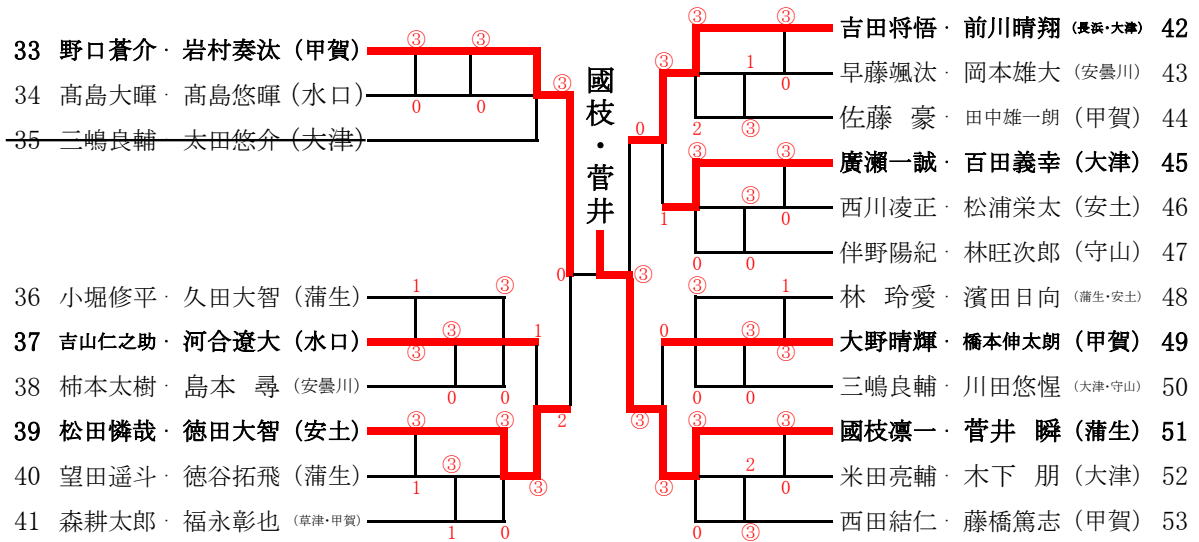 33 野口蒼介 · 岩村奏汰 (甲賀)
34 髙島大暉 · 髙島悠暉 (水口)
35 三嶋良輔 太田悠介 (大津)
36 小堀修平 · 久田大智 (蒲生)
37 吉山仁之助 · 河合遼大 (水口)
38 柿本太樹 · 島本 尋 (安曇川)
39 松田憐哉 · 徳田大智 (安土)
40 望田遥斗 · 徳谷拓飛 (蒲生)
41 森耕太郎 · 福永彰也 (草津・甲賀)
③ ③
0 0
③
0
1 ③
③ ③ 1
0 0
2
③ ③
③
1 ③
1 0
國枝・菅井
③
③ ③
③ 1
0
0
2 ③
③ ③
1 ③ 0
0 0
③ 1
0 ③ ③
0 0
③
③ ③
③ 2 0
0 ③
吉田将悟 · 前川晴翔 (長浜・大津) 42
早藤颯汰 · 岡本雄大 (安曇川) 43
佐藤 豪 · 田中雄一朗 (甲賀) 44
廣瀬一誠 · 百田義幸 (大津) 45
西川凌正 · 松浦栄太 (安土) 46
伴野陽紀 · 林旺次郎 (守山) 47
林 玲愛 · 濱田日向 (蒲生・安土) 48
大野晴輝 · 橋本伸太朗 (甲賀) 49
三嶋良輔 · 川田悠惺 (大津・守山) 50
國枝凛一 · 菅井 瞬 (蒲生) 51
米田亮輔 · 木下 朋 (大津) 52
西田結仁 · 藤橋篤志 (甲賀) 53